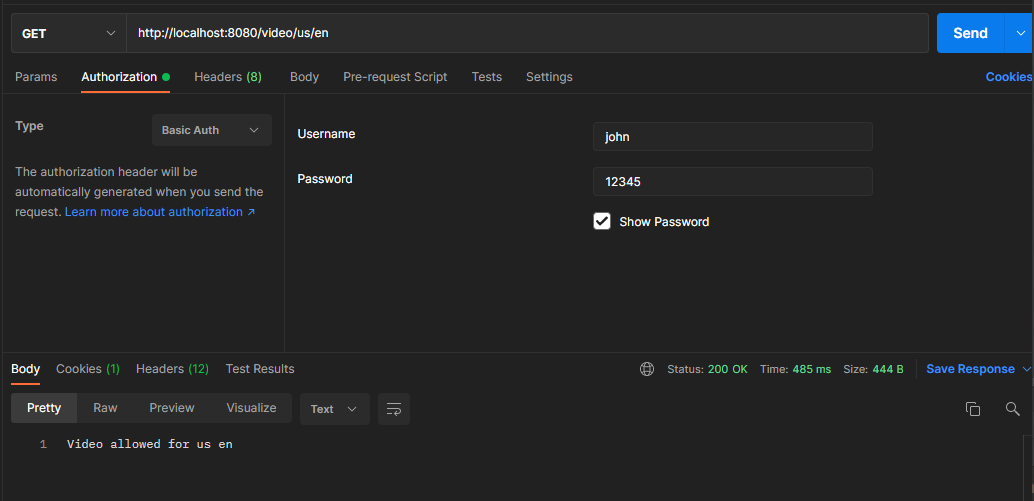 GET http://localhost:8080/video/us/en Send
Params Authorization Headers (8) Body Pre-request Script Tests Settings Cookies
Type Basic Auth
The authorization header will be
automatically generated when you send the
request. Learn more about authorization ↗
Username john
Password 12345
Show Password
Body Cookies (1) Headers (12) Test Results Status: 200 OK Time: 485 ms Size: 444 B Save Response
Pretty Raw Preview Visualize Text
1 Video allowed for us en